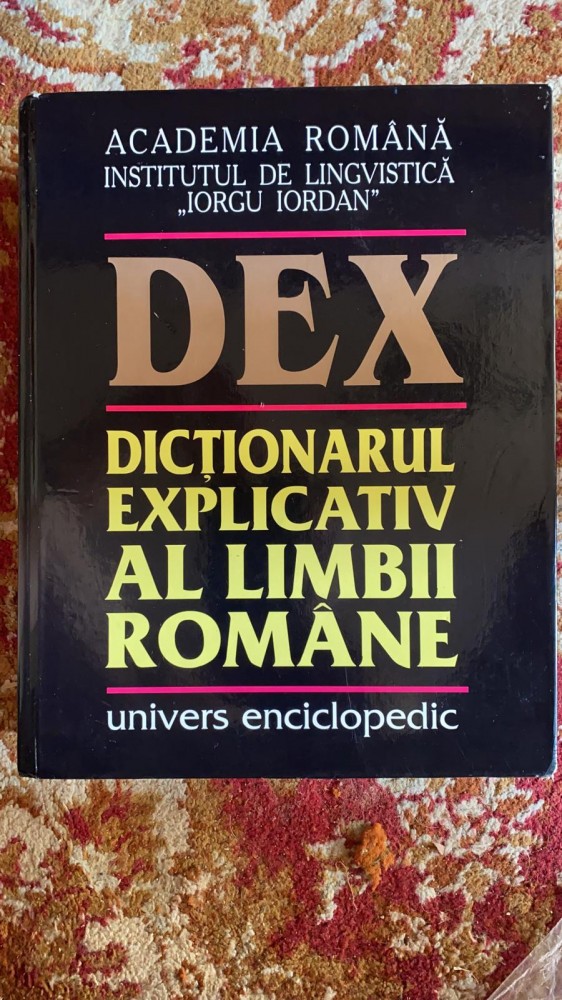 ACADEMIA ROMÂNĂ
INSTITUTUL DE LINGVISTICĂ
„IORGU IORDAN”
DEX
DICȚIONARUL
EXPLICATIV
AL LIMBII
ROMÂNE
univers enciclopedic